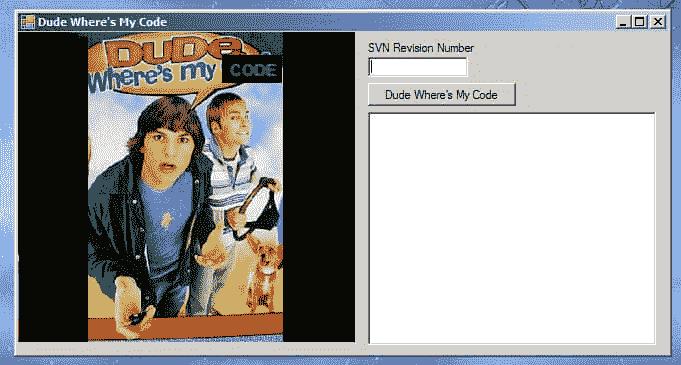 Dude Where's My Code
DUDE,
Where's my CODE
SVN Revision Number
Dude Where's My Code